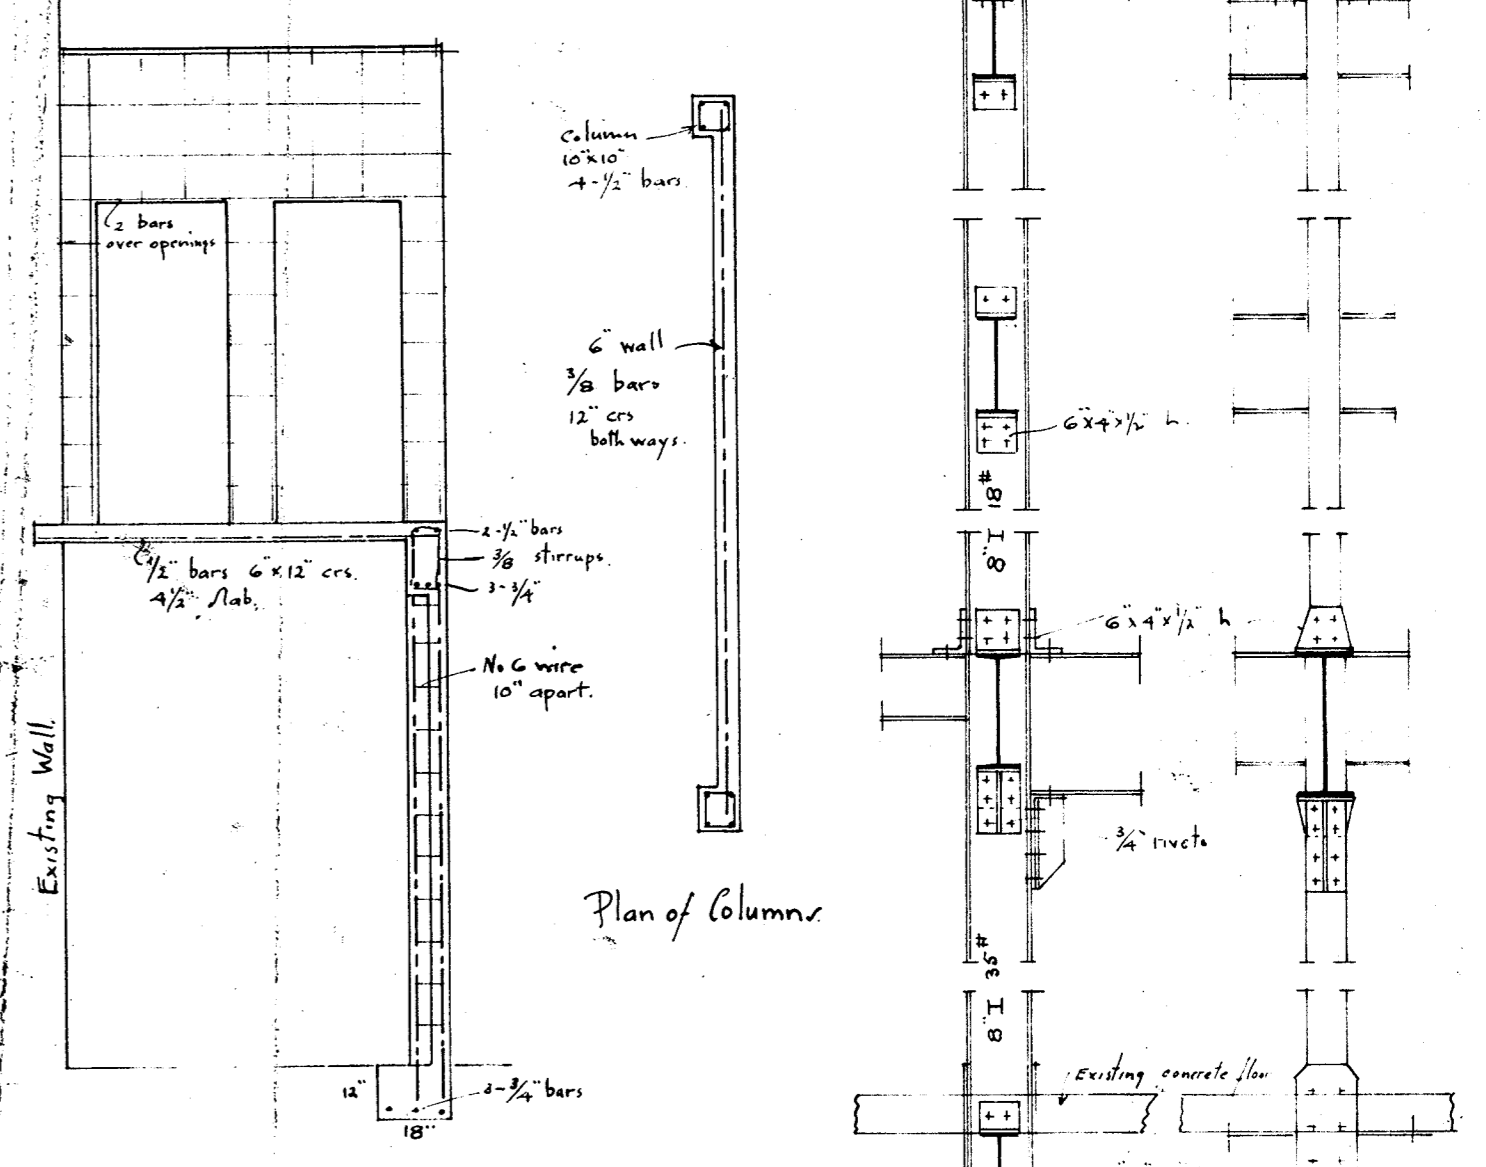 2 bars
over openings
1/2" bars 6"x12" crs.
4 1/2" slab.
Existing Wall.
2-1/2" bars
3/8 stirrups.
3-3/4"
No 6 wire
10" apart.
12"
18"
3-3/4" bars
Column
10"x10"
4-1/2" bars
6" wall
3/8 bars
12" crs
both ways.
Plan of Columns.
6"x4"x1/2" L.
8" I 18#
6"x4"x1/2" L
3/4" rivets
8" I 35#
Existing concrete floor